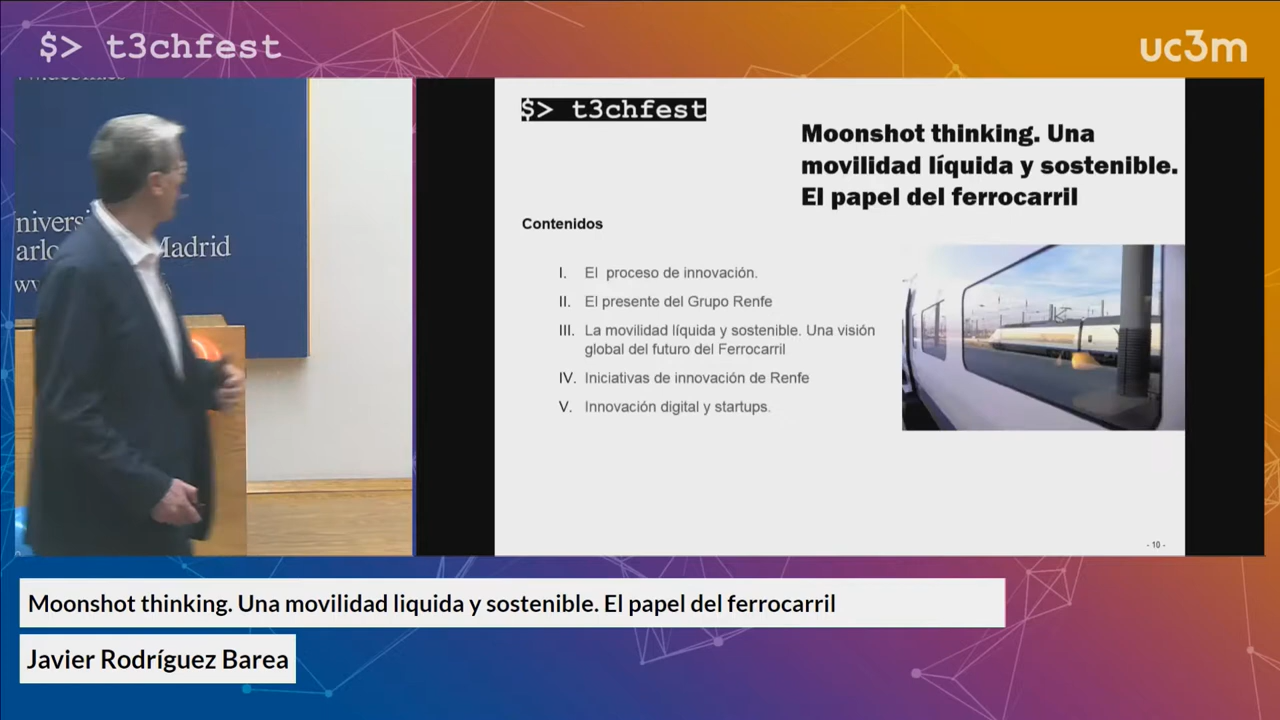 $> t3chfest
uc3m
$> t3chfest
Moonshot thinking. Una
movilidad líquida y sostenible.
El papel del ferrocarril
Contenidos
I. El proceso de innovación.
II. El presente del Grupo Renfe
III. La movilidad líquida y sostenible. Una visión
global del futuro del Ferrocarril
IV. Iniciativas de innovación de Renfe
V. Innovación digital y startups.
- 10 -
Madrid
Moonshot thinking. Una movilidad liquida y sostenible. El papel del ferrocarril
Javier Rodríguez Barea